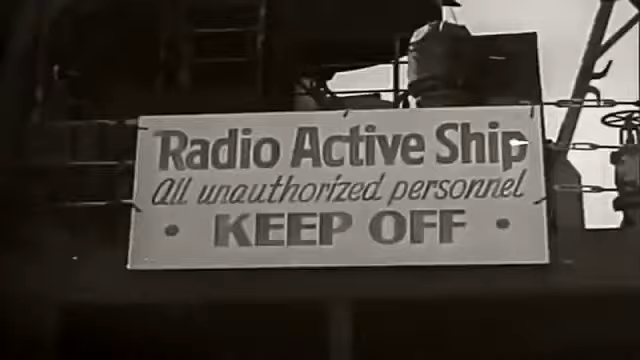 Radio Active Ship
All unauthorized personnel
• KEEP OFF •